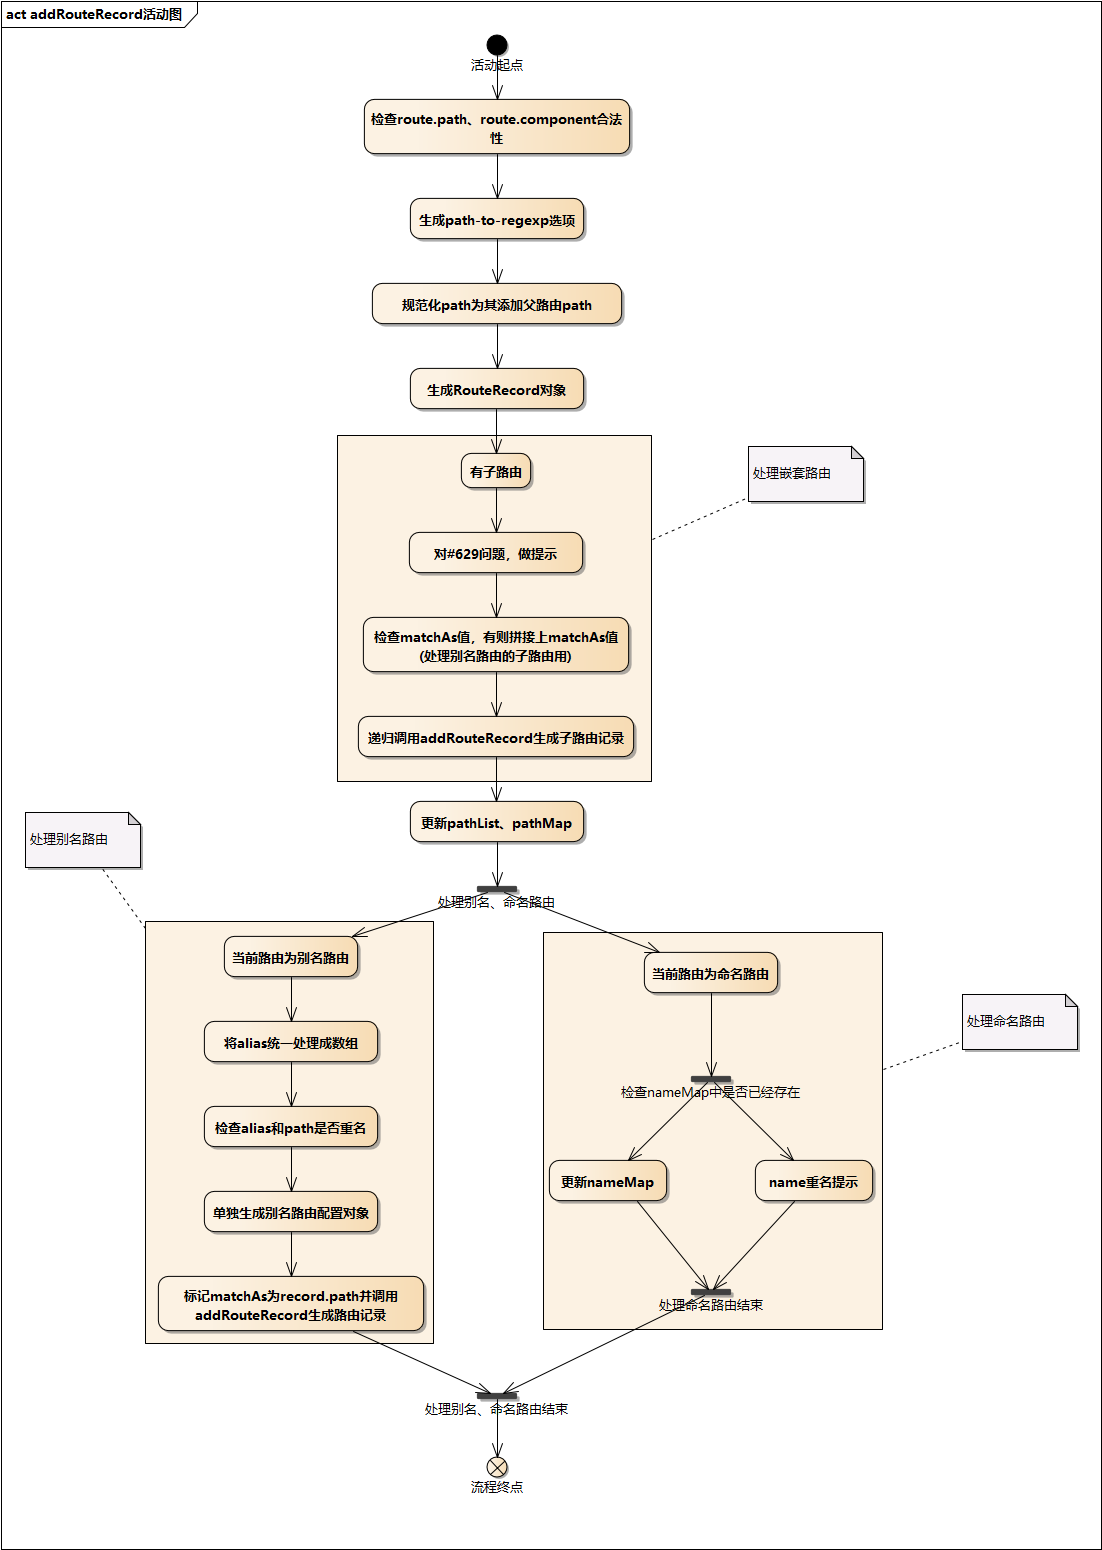 act addRouteRecord活动图
活动起点
检查route.path、route.component合法
性
生成path-to-regexp选项
规范化path为其添加父路由path
生成RouteRecord对象
有子路由
处理嵌套路由
对#629问题，做提示
检查matchAs值，有则拼接上matchAs值
(处理别名路由的子路由用)
递归调用addRouteRecord生成子路由记录
更新pathList、pathMap
处理别名路由
处理别名、命名路由
当前路由为别名路由
将alias统一处理成数组
检查alias和path是否重名
单独生成别名路由配置对象
标记matchAs为record.path并调用
addRouteRecord生成路由记录
当前路由为命名路由
处理命名路由
检查nameMap中是否已经存在
更新nameMap
name重名提示
处理命名路由结束
处理别名、命名路由结束
流程终点